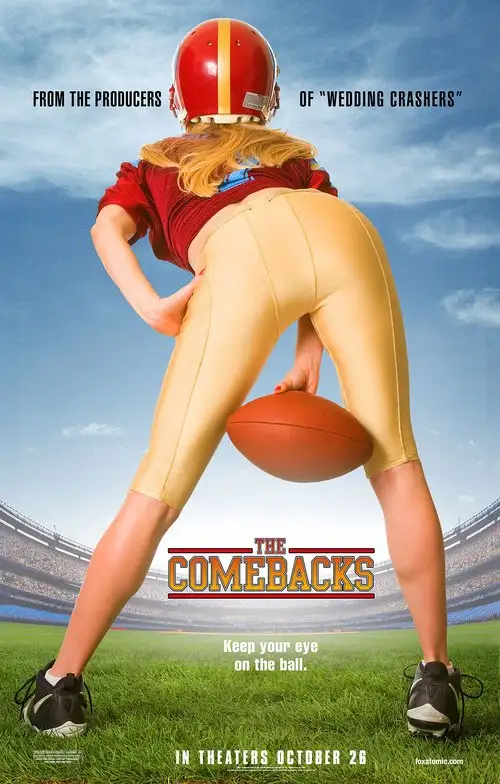 FROM THE PRODUCERS OF "WEDDING CRASHERS"
THE
COMEBACKS
Keep your eye
on the ball.
IN THEATERS OCTOBER 26
foxatomic.com